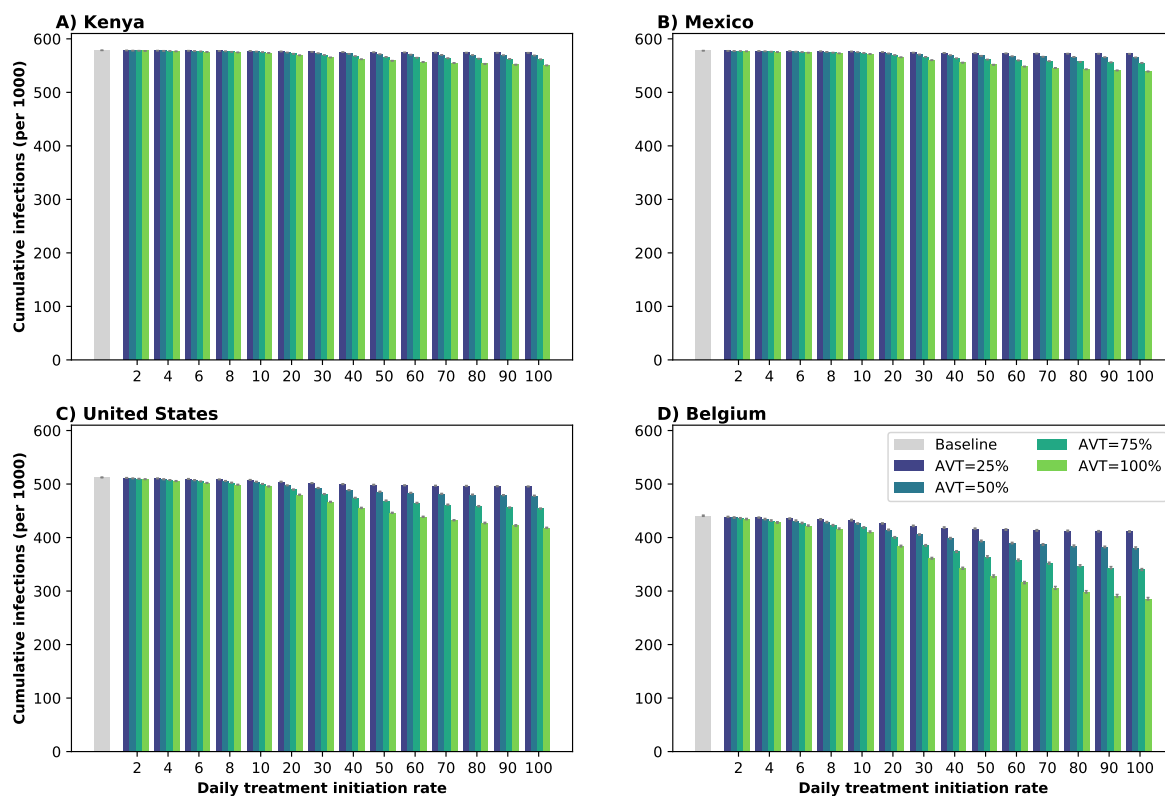 A) Kenya
B) Mexico
Cumulative infections (per 1000)
600
500
400
300
200
100
0
2 4 6 8 10 20 30 40 50 60 70 80 90 100
600
500
400
300
200
100
0
2 4 6 8 10 20 30 40 50 60 70 80 90 100
C) United States
D) Belgium
Cumulative infections (per 1000)
600
500
400
300
200
100
0
2 4 6 8 10 20 30 40 50 60 70 80 90 100
Daily treatment initiation rate
600
500
400
300
200
100
0
Baseline
AVT=25%
AVT=50%
AVT=75%
AVT=100%
2 4 6 8 10 20 30 40 50 60 70 80 90 100
Daily treatment initiation rate